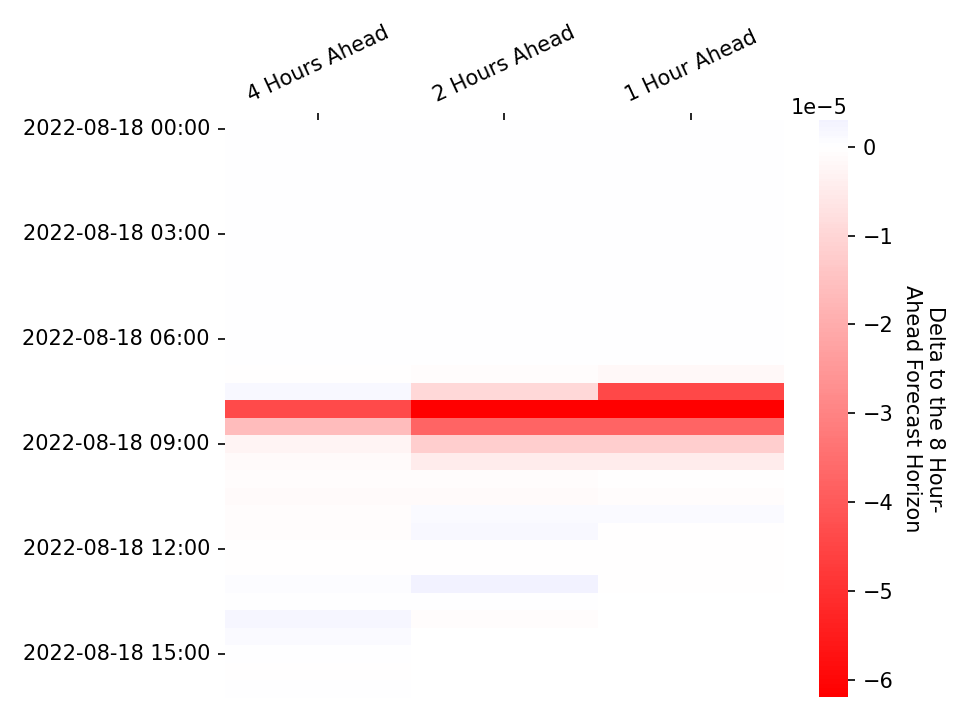 4 Hours Ahead
2 Hours Ahead
1 Hour Ahead
1e−5
2022-08-18 00:00
2022-08-18 03:00
2022-08-18 06:00
2022-08-18 09:00
2022-08-18 12:00
2022-08-18 15:00
0
−1
−2
−3
−4
−5
−6
Delta to the 8 Hour-
Ahead Forecast Horizon